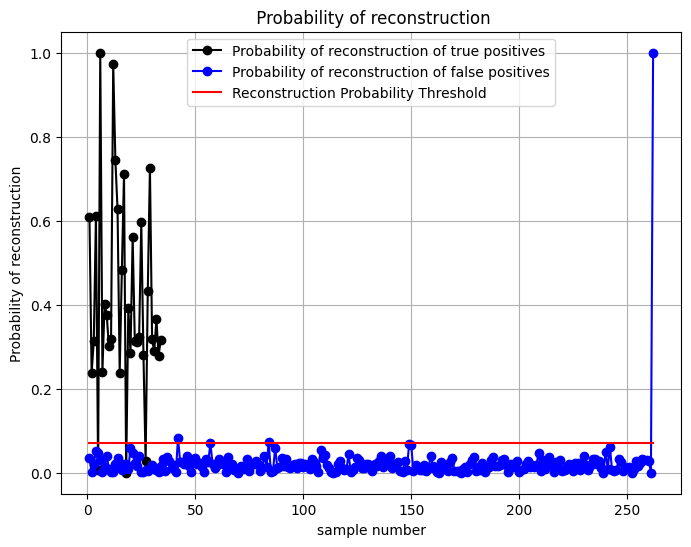 Probability of reconstruction
Probability of reconstruction of true positives
Probability of reconstruction of false positives
Reconstruction Probability Threshold
Probability of reconstruction
1.0
0.8
0.6
0.4
0.2
0.0
0
50
100
150
200
250
sample number